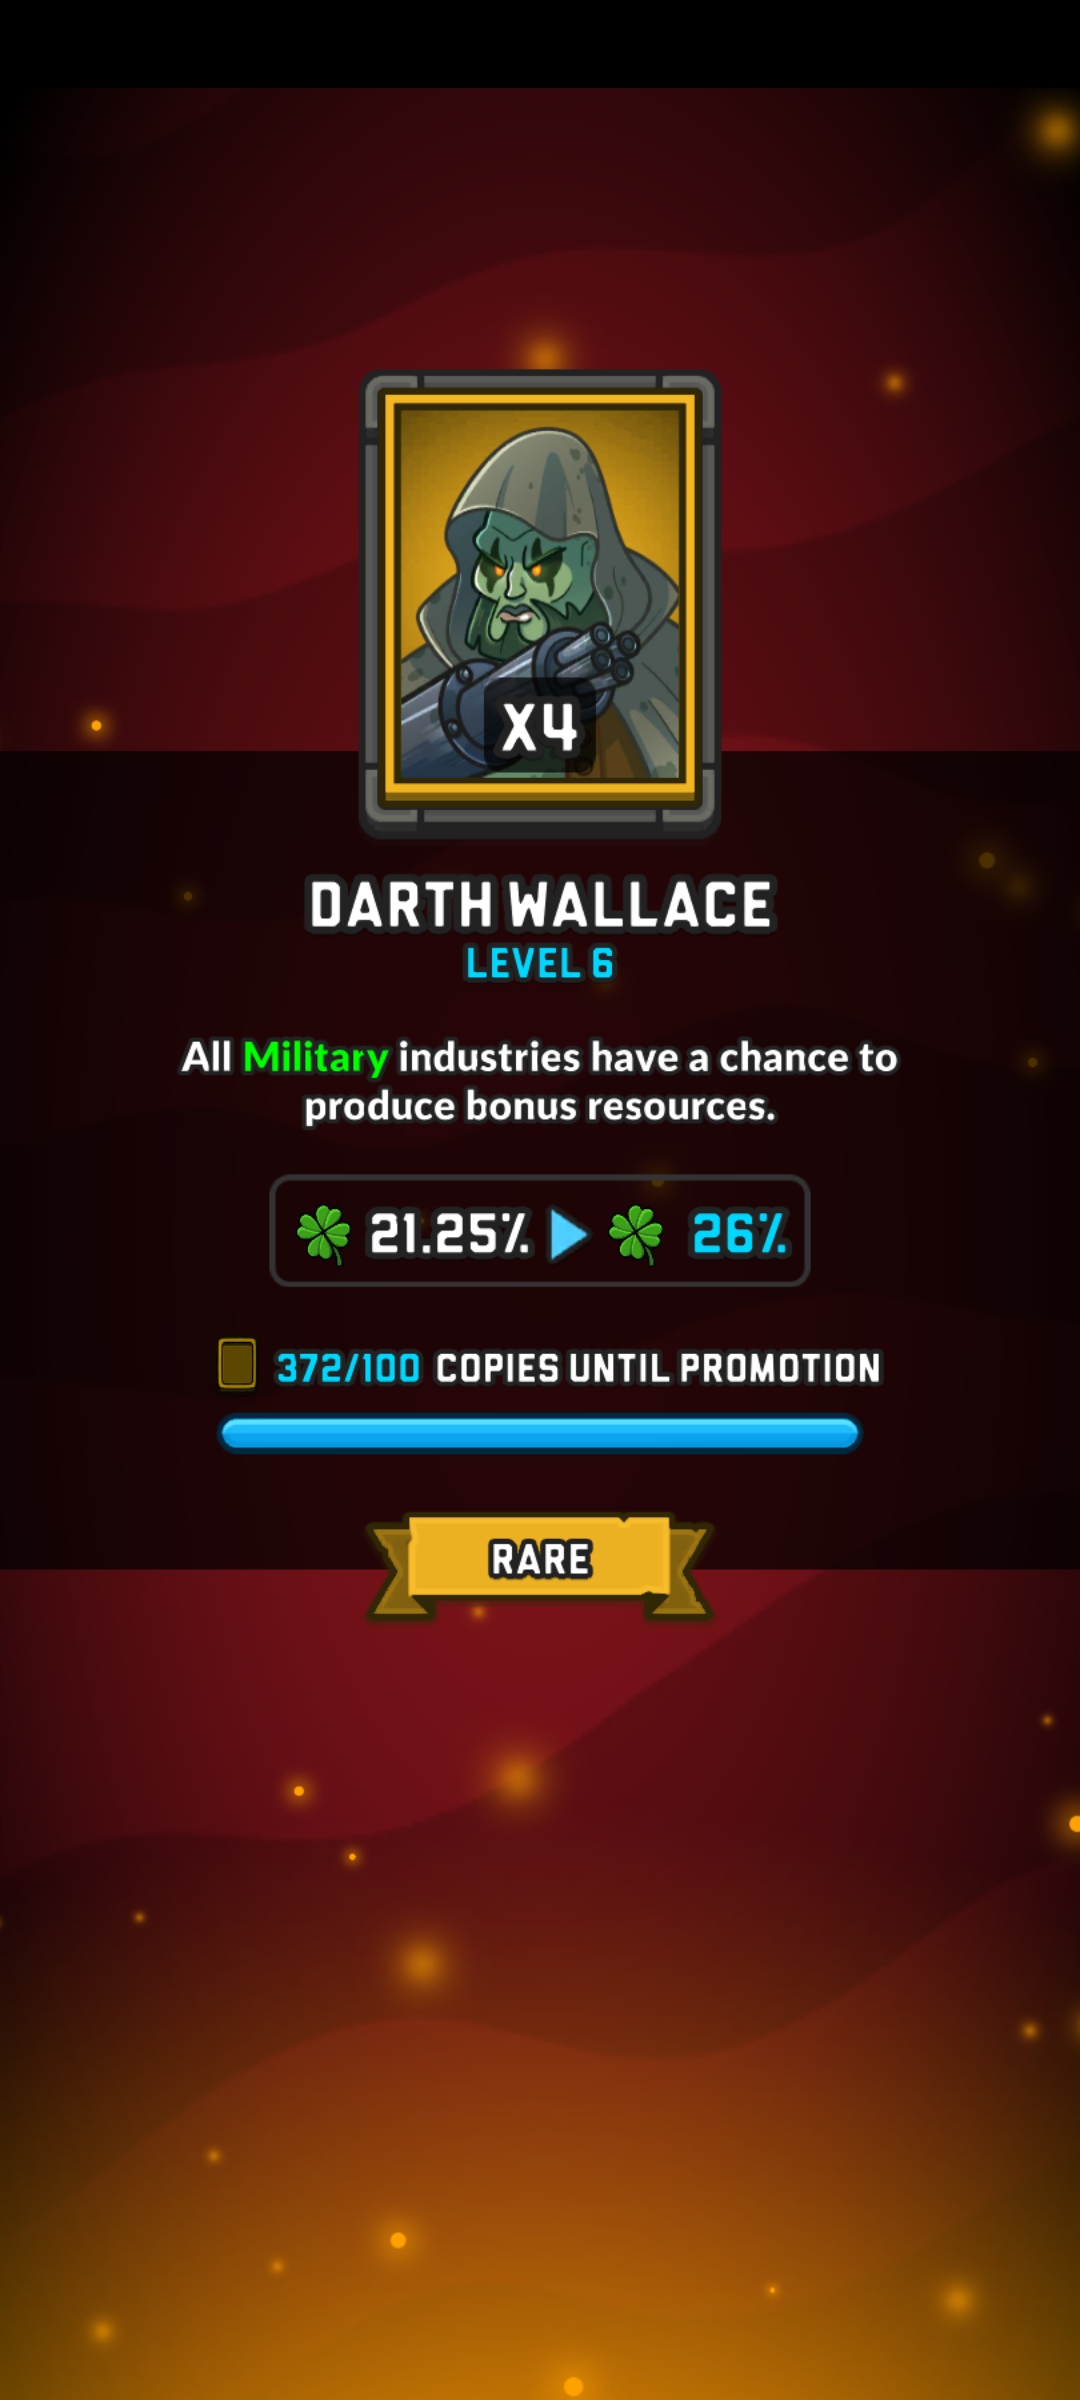 X4
DARTH WALLACE
LEVEL 6
All Military industries have a chance to
produce bonus resources.
21.25% 26%
372/100 COPIES UNTIL PROMOTION
RARE